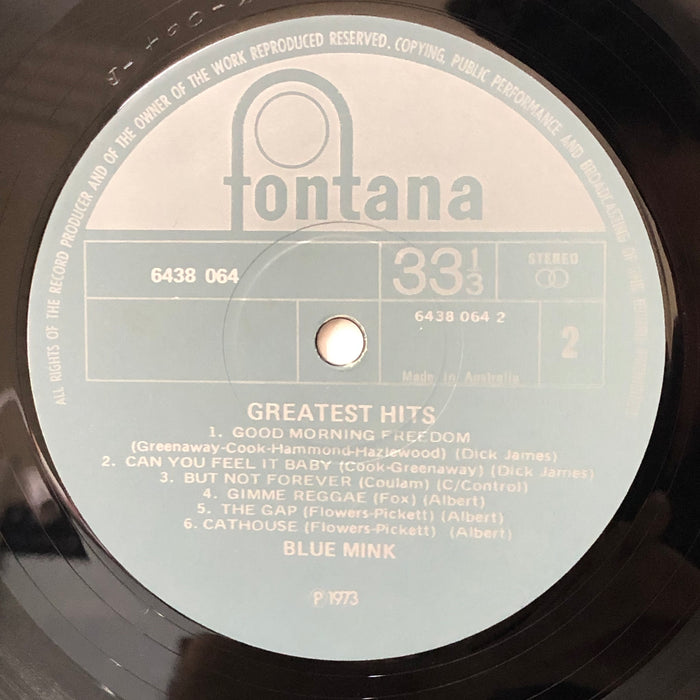 ALL RIGHTS OF THE RECORD PRODUCER AND OF THE OWNER OF THE WORK REPRODUCED RESERVED. COPYING, PUBLIC PERFORMANCE AND BROADCASTING OF THE
fontana
6438 064
33 1/3
STEREO
6438 064 2
2
Made in Australia
GREATEST HITS
1. GOOD MORNING FREEDOM
(Greenaway-Cook-Hammond-Hazlewood) (Dick James)
2. CAN YOU FEEL IT BABY (Cook-Greenaway) (Dick James)
3. BUT NOT FOREVER (Coulam) (C/Control)
4. GIMME REGGAE (Fox) (Albert)
5. THE GAP (Flowers-Pickett) (Albert)
6. CATHOUSE (Flowers-Pickett) (Albert)
BLUE MINK
℗ 1973